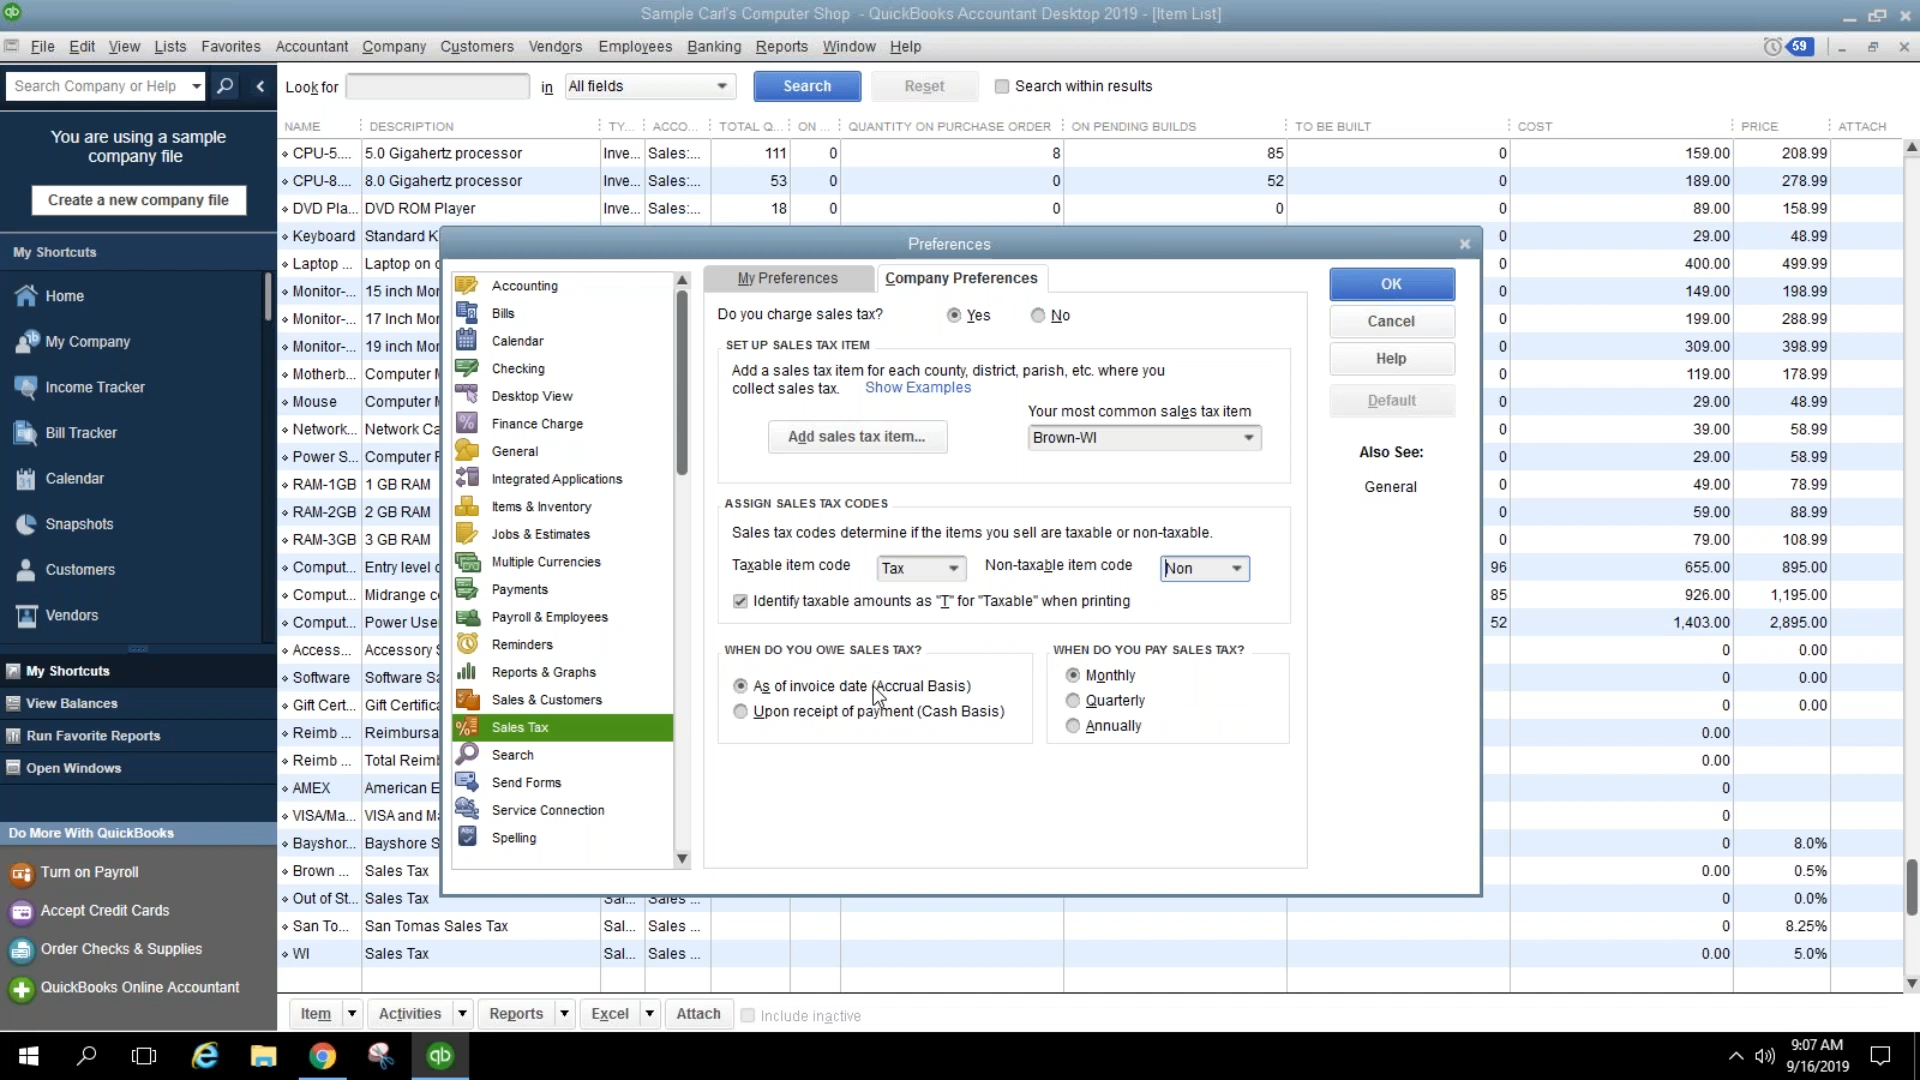 Sample Carl's Computer Shop - QuickBooks Accountant Desktop 2019 - [Item List]
File Edit View Lists Favorites Accountant Company Customers Vendors Employees Banking Reports Window Help 59
Search Company or Help
Look for in All fields Search Reset Search within results
You are using a sample
company file
Create a new company file
My Shortcuts
Home
My Company
Income Tracker
Bill Tracker
Calendar
Snapshots
Customers
Vendors
My Shortcuts
View Balances
Run Favorite Reports
Open Windows
Do More With QuickBooks
Turn on Payroll
Accept Credit Cards
Order Checks & Supplies
QuickBooks Online Accountant
NAME DESCRIPTION TY... ACCO... TOTAL Q... ON ... QUANTITY ON PURCHASE ORDER ON PENDING BUILDS TO BE BUILT COST PRICE ATTACH
CPU-5.... 5.0 Gigahertz processor Inve... Sales:... 111 0 8 85 0 159.00 208.99
CPU-8.... 8.0 Gigahertz processor Inve... Sales:... 53 0 0 52 0 189.00 278.99
DVD Pla... DVD ROM Player Inve... Sales:... 18 0 0 0 0 89.00 158.99
Keyboard Standard K 0 29.00 48.99
Laptop ... Laptop on c 0 400.00 499.99
Monitor-... 15 inch Mor 0 149.00 198.99
Monitor-... 17 Inch Mor 0 199.00 288.99
Monitor-... 19 inch Mor 0 309.00 398.99
Motherb... Computer M 0 119.00 178.99
Mouse Computer M 0 29.00 48.99
Network... Network Ca 0 39.00 58.99
Power S... Computer F 0 29.00 58.99
RAM-1GB 1 GB RAM 0 49.00 78.99
RAM-2GB 2 GB RAM 0 59.00 88.99
RAM-3GB 3 GB RAM 0 79.00 108.99
Comput... Entry level c 96 655.00 895.00
Comput... Midrange c 85 926.00 1,195.00
Comput... Power Use 52 1,403.00 2,895.00
Access... Accessory S 0 0.00
Software Software Sa 0 0.00
Gift Cert... Gift Certifica 0 0.00
Reimb ... Reimbursa 0.00
Reimb ... Total Reimb 0.00
AMEX American E 0
VISA/Ma... VISA and M 0
Bayshor... Bayshore S 0 8.0%
Brown ... Sales Tax 0.00 0.5%
Out of St... Sales Tax Sal... Sales ... 0 0.0%
San To... San Tomas Sales Tax Sal... Sales ... 0 8.25%
WI Sales Tax Sal... Sales ... 0.00 5.0%
Preferences
Accounting
Bills
Calendar
Checking
Desktop View
Finance Charge
General
Integrated Applications
Items & Inventory
Jobs & Estimates
Multiple Currencies
Payments
Payroll & Employees
Reminders
Reports & Graphs
Sales & Customers
Sales Tax
Search
Send Forms
Service Connection
Spelling
My Preferences Company Preferences
Do you charge sales tax? Yes No
SET UP SALES TAX ITEM
Add a sales tax item for each county, district, parish, etc. where you
collect sales tax. Show Examples
Your most common sales tax item
Add sales tax item... Brown-WI
ASSIGN SALES TAX CODES
Sales tax codes determine if the items you sell are taxable or non-taxable.
Taxable item code Tax Non-taxable item code Non
Identify taxable amounts as "T" for "Taxable" when printing
WHEN DO YOU OWE SALES TAX?
As of invoice date (Accrual Basis)
Upon receipt of payment (Cash Basis)
WHEN DO YOU PAY SALES TAX?
Monthly
Quarterly
Annually
OK
Cancel
Help
Default
Also See:
General
Item Activities Reports Excel Attach Include inactive
qb
9:07 AM
9/16/2019